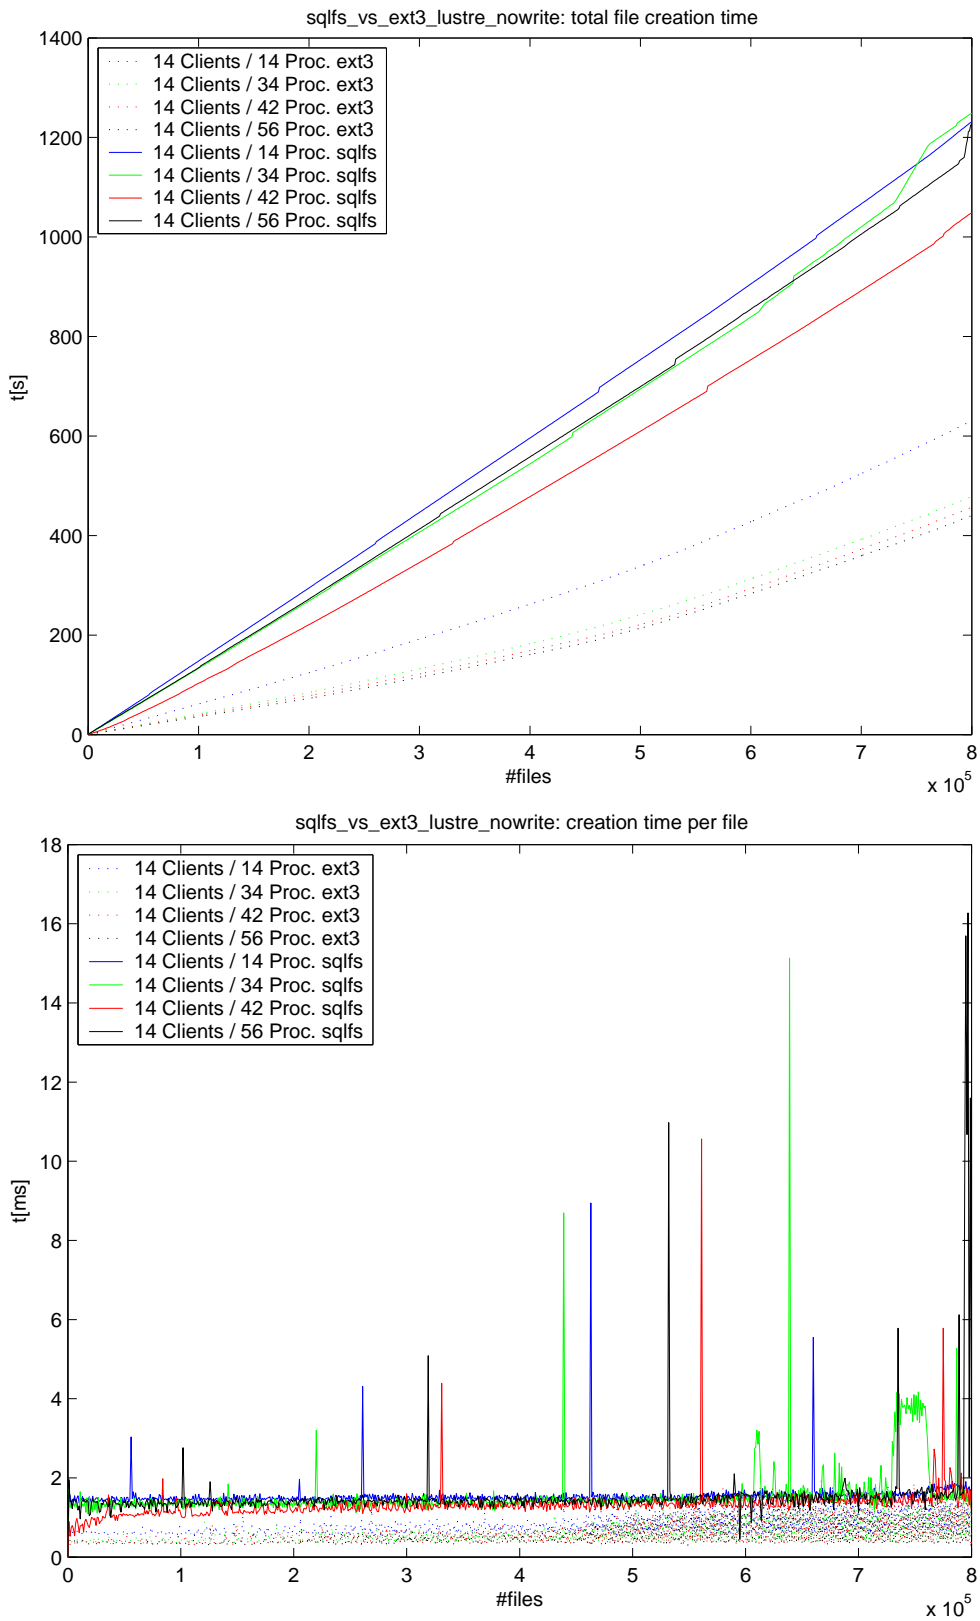 sqlfs_vs_ext3_lustre_nowrite: total file creation time
1400
1200
1000
800
600
400
200
0
t[s]
14 Clients / 14 Proc. ext3
14 Clients / 34 Proc. ext3
14 Clients / 42 Proc. ext3
14 Clients / 56 Proc. ext3
14 Clients / 14 Proc. sqlfs
14 Clients / 34 Proc. sqlfs
14 Clients / 42 Proc. sqlfs
14 Clients / 56 Proc. sqlfs
0 1 2 3 4 5 6 7 8
#files
x 10^5
sqlfs_vs_ext3_lustre_nowrite: creation time per file
18
16
14
12
10
8
6
4
2
0
t[ms]
14 Clients / 14 Proc. ext3
14 Clients / 34 Proc. ext3
14 Clients / 42 Proc. ext3
14 Clients / 56 Proc. ext3
14 Clients / 14 Proc. sqlfs
14 Clients / 34 Proc. sqlfs
14 Clients / 42 Proc. sqlfs
14 Clients / 56 Proc. sqlfs
0 1 2 3 4 5 6 7 8
#files
x 10^5